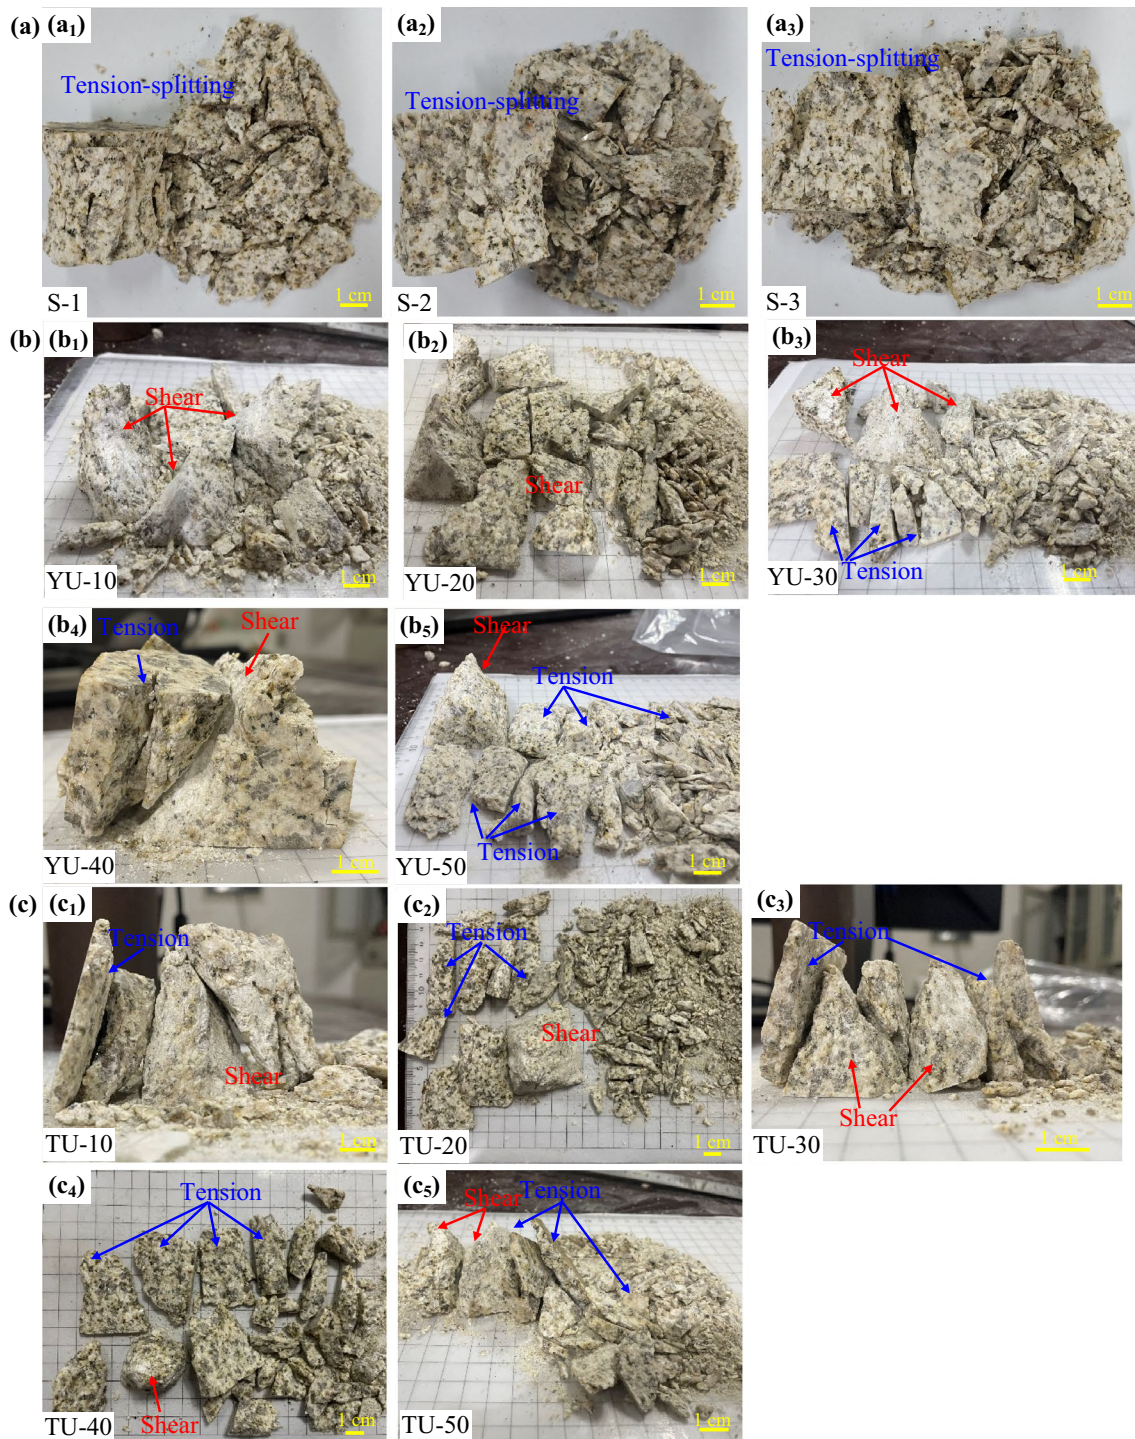 (a) (a1) (a2) (a3)
Tension-splitting Tension-splitting Tension-splitting
1 cm 1 cm 1 cm
S-1 S-2 S-3
(b) (b1) (b2) (b3)
Shear Shear Shear
Tension
1 cm 1 cm 1 cm
YU-10 YU-20 YU-30
(b4) (b5)
Tension Shear Shear Tension
Tension
1 cm 1 cm
YU-40 YU-50
(c) (c1) (c2) (c3)
Tension Tension Tension
Shear Shear Shear
1 cm 1 cm 1 cm
TU-10 TU-20 TU-30
(c4) (c5)
Tension Shear Tension
Shear
1 cm 1 cm
TU-40 TU-50